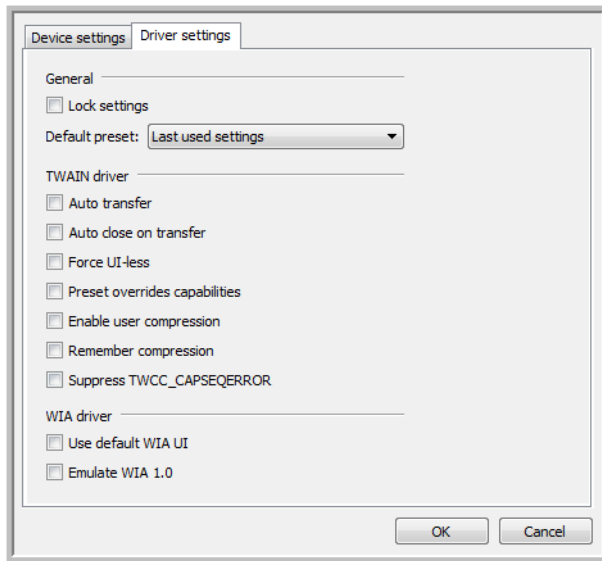 Device settings Driver settings
General
Lock settings
Default preset: Last used settings
TWAIN driver
Auto transfer
Auto close on transfer
Force UI-less
Preset overrides capabilities
Enable user compression
Remember compression
Suppress TWCC_CAPSEQERROR
WIA driver
Use default WIA UI
Emulate WIA 1.0
OK Cancel